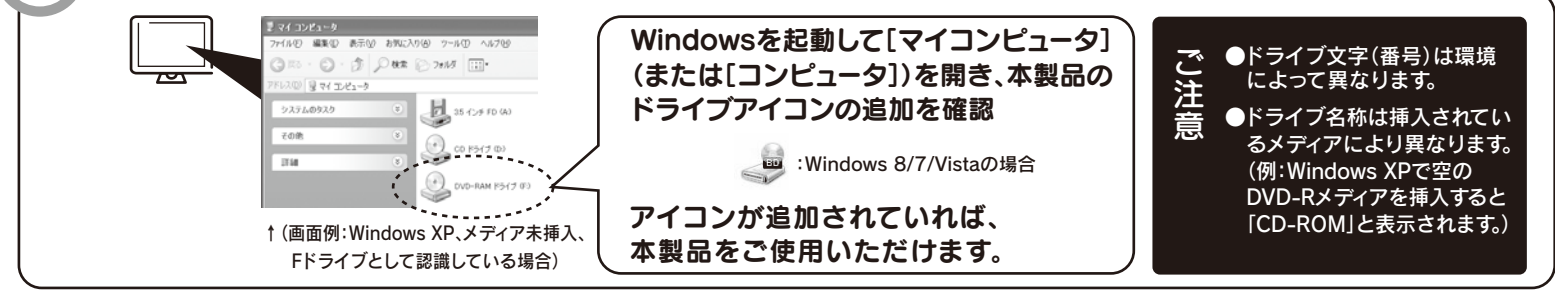 マイ コンピュータ
ファイル(F) 編集(E) 表示(V) お気に入り(A) ツール(T) ヘルプ(H)
戻る 検索 フォルダ
アドレス(D) マイ コンピュータ
システムのタスク
その他
詳細
35 インチ FD (A)
CD ドライブ (D)
DVD-RAM ドライブ (F)
↑(画面例:Windows XP、メディア未挿入、
Fドライブとして認識している場合)
Windowsを起動して[マイコンピュータ]
(または[コンピュータ])を開き、本製品の
ドライブアイコンの追加を確認
BD :Windows 8/7/Vistaの場合
アイコンが追加されていれば、
本製品をご使用いただけます。
ご注意
●ドライブ文字(番号)は環境
によって異なります。
●ドライブ名称は挿入されてい
るメディアにより異なります。
(例:Windows XPで空の
DVD-Rメディアを挿入すると
「CD-ROM」と表示されます。)